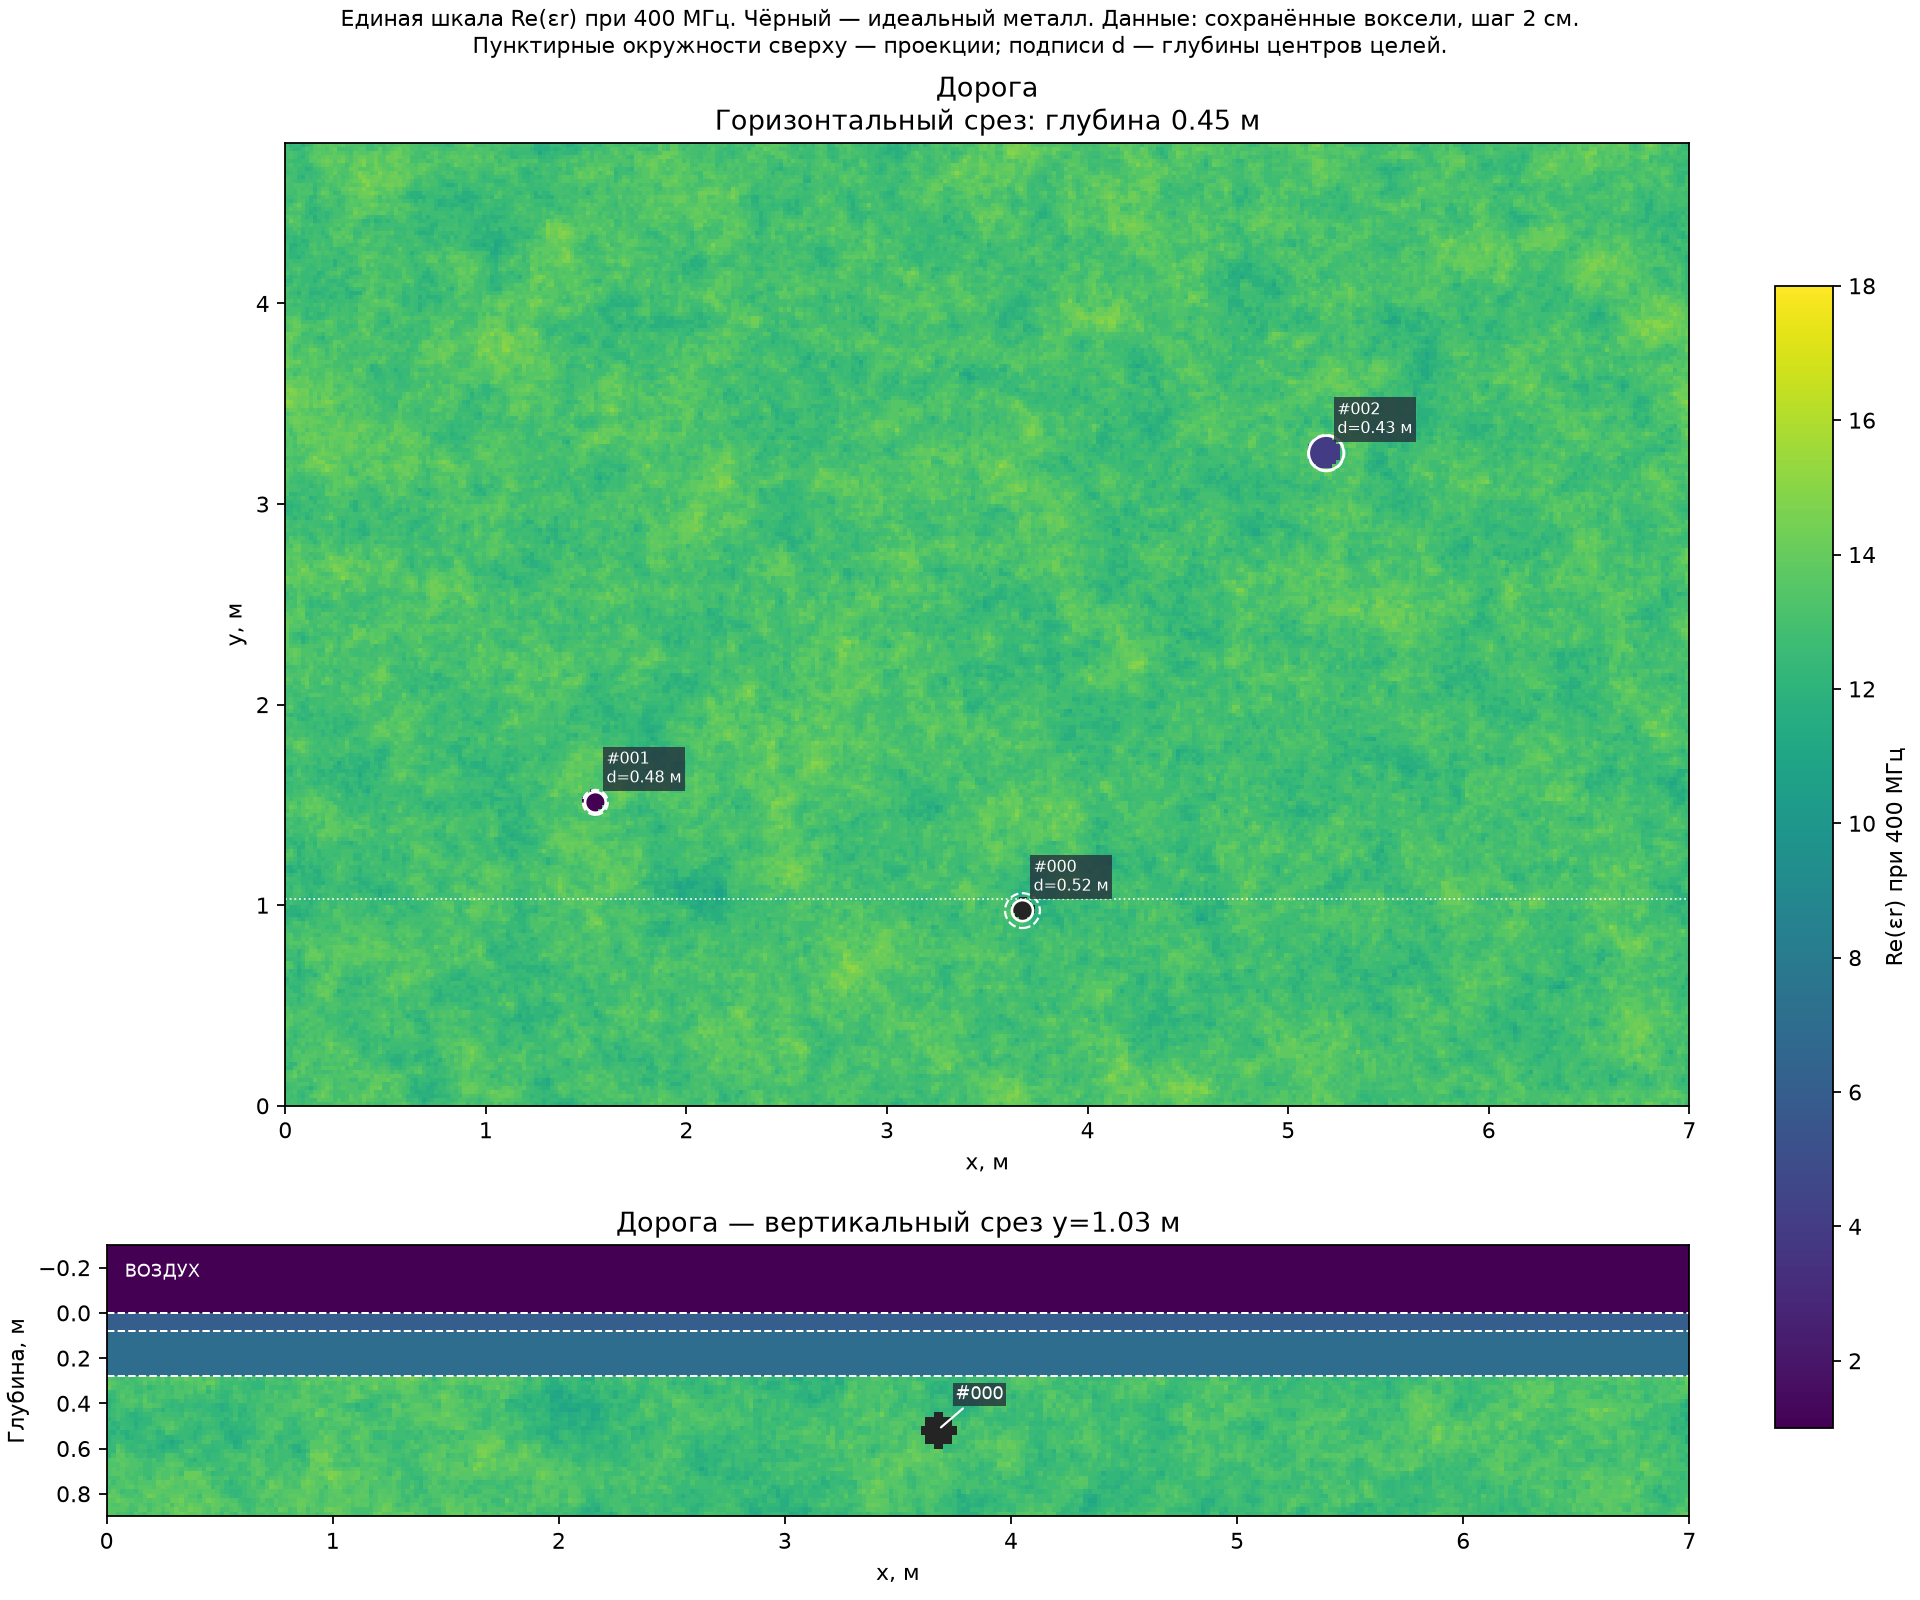 Единая шкала Re(εr) при 400 МГц. Чёрный — идеальный металл. Данные: сохранённые воксели, шаг 2 см.
Пунктирные окружности сверху — проекции; подписи d — глубины центров целей.
Дорога
Горизонтальный срез: глубина 0.45 м
y, м
4
3
2
1
0
#002
d=0.43 м
#001
d=0.48 м
#000
d=0.52 м
0 1 2 3 4 5 6 7
x, м
18
16
14
12
10
8
6
4
2
Re(εr) при 400 МГц
Дорога — вертикальный срез y=1.03 м
Глубина, м
−0.2
0.0
0.2
0.4
0.6
0.8
ВОЗДУХ
#000
0 1 2 3 4 5 6 7
x, м